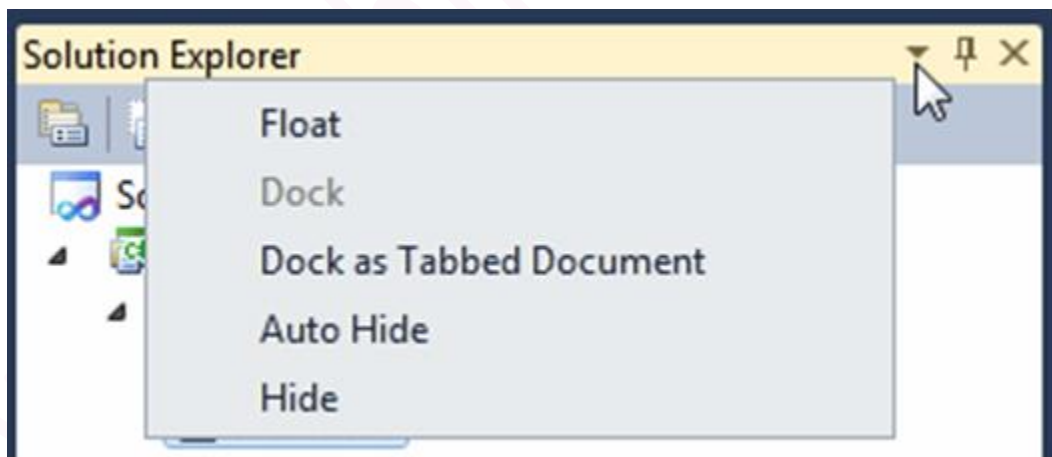 Solution Explorer
Float
Dock
Dock as Tabbed Document
Auto Hide
Hide